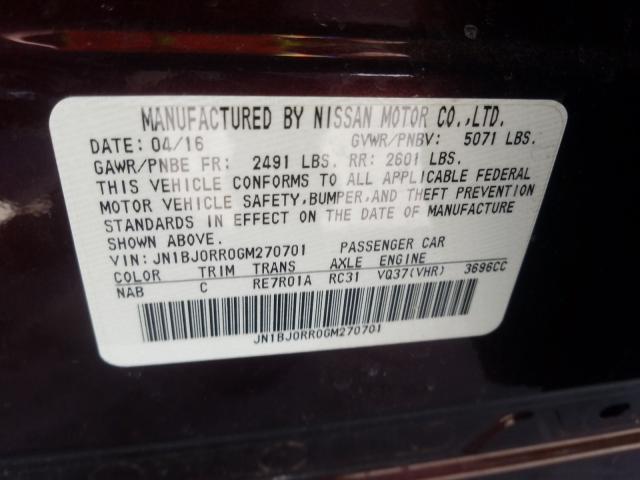 MANUFACTURED BY NISSAN MOTOR CO.,LTD.
DATE: 04/16 GVWR/PNBV: 5071 LBS.
GAWR/PNBE FR: 2491 LBS. RR: 2601 LBS.
THIS VEHICLE CONFORMS TO ALL APPLICABLE FEDERAL
MOTOR VEHICLE SAFETY,BUMPER,AND THEFT PREVENTION
STANDARDS IN EFFECT ON THE DATE OF MANUFACTURE
SHOWN ABOVE.
VIN: JN1BJ0RR0GM270701 PASSENGER CAR
COLOR TRIM TRANS AXLE ENGINE
NAB C RE7R01A RC31 VQ37(VHR) 3696CC
JN1BJ0RR0GM270701